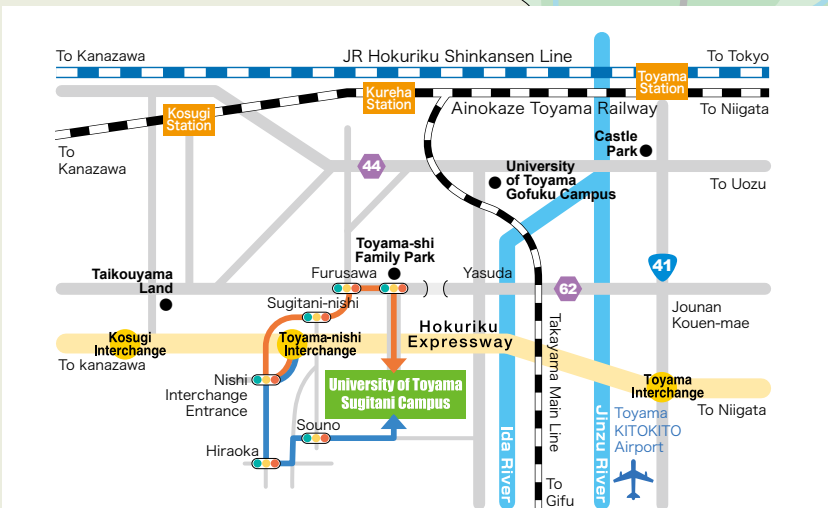 To Kanazawa
JR Hokuriku Shinkansen Line
To Tokyo
Toyama
Station
Kureha
Station
Kosugi
Station
Ainokaze Toyama Railway
To Niigata
To
Kanazawa
Castle
Park
44
University
of Toyama
Gofuku Campus
To Uozu
Toyama-shi
Family Park
41
Taikouyama
Land
Furusawa
Yasuda
62
Sugitani-nishi
Jounan
Kouen-mae
Kosugi
Interchange
Toyama-nishi
Interchange
Hokuriku
Expressway
To kanazawa
Takayama Main Line
Nishi
Interchange
Entrance
University of Toyama
Sugitani Campus
Toyama
Interchange
To Niigata
Souno
Hiraoka
Ida River
Jinzu River
Toyama
KITOKITO
Airport
To
Gifu